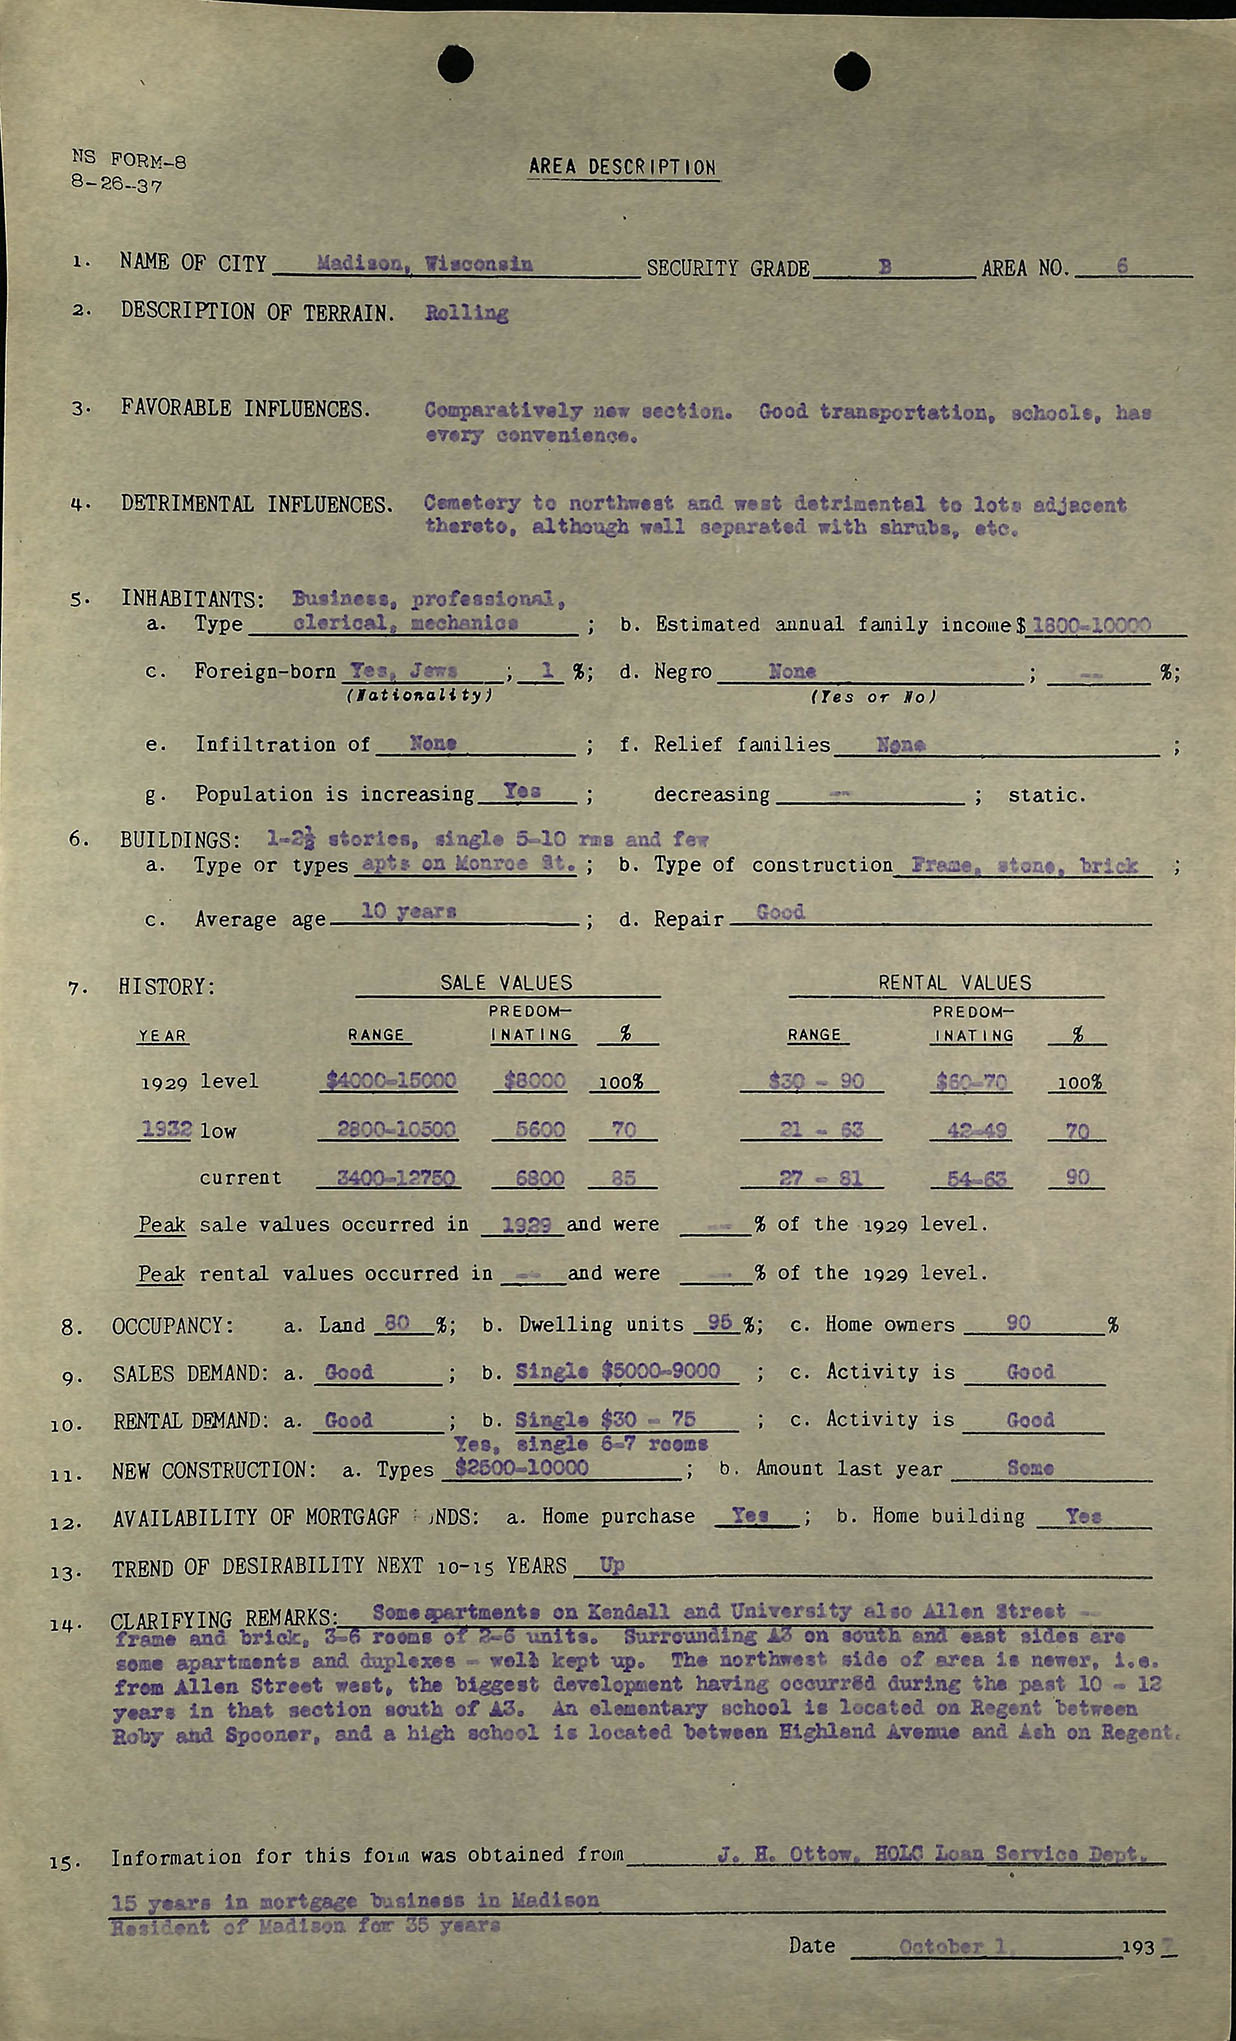 NS FORM-8
8-26-37
AREA DESCRIPTION
1. NAME OF CITY Madison, Wisconsin SECURITY GRADE B AREA NO. 6
2. DESCRIPTION OF TERRAIN. Rolling
3. FAVORABLE INFLUENCES. Comparatively new section. Good transportation, schools, has
every convenience.
4. DETRIMENTAL INFLUENCES. Cemetery to northwest and west detrimental to lots adjacent
thereto, although well separated with shrubs, etc.
5. INHABITANTS: Business, professional,
a. Type clerical, mechanics ; b. Estimated annual family income $ 1800-10000
c. Foreign-born Yes, Jews ; 1 %; d. Negro None ; -- %;
(Nationality) (Yes or No)
e. Infiltration of None ; f. Relief families None ;
g. Population is increasing Yes ; decreasing -- ; static.
6. BUILDINGS: 1-2½ stories, single 5-10 rms and few
a. Type or types apts on Monroe St. ; b. Type of construction Frame, stone, brick ;
c. Average age 10 years ; d. Repair Good
7. HISTORY: SALE VALUES RENTAL VALUES
PREDOM- PREDOM-
YEAR RANGE INATING % RANGE INATING %
1929 level $4000-15000 $8000 100% $30 - 90 $60-70 100%
1932 low 2800-10500 5600 70 21 - 63 42-49 70
current 3400-12750 6800 85 27 - 81 54-63 90
Peak sale values occurred in 1929 and were -- % of the 1929 level.
Peak rental values occurred in -- and were -- % of the 1929 level.
8. OCCUPANCY: a. Land 80 %; b. Dwelling units 95 %; c. Home owners 90 %
9. SALES DEMAND: a. Good ; b. Single $5000-9000 ; c. Activity is Good
10. RENTAL DEMAND: a. Good ; b. Single $30 - 75 ; c. Activity is Good
Yes, single 6-7 rooms
11. NEW CONSTRUCTION: a. Types $2500-10000 ; b. Amount last year Some
12. AVAILABILITY OF MORTGAGE NDS: a. Home purchase Yes ; b. Home building Yes
13. TREND OF DESIRABILITY NEXT 10-15 YEARS Up
14. CLARIFYING REMARKS: Some apartments on Kendall and University also Allen Street --
frame and brick, 3-6 rooms of 2-6 units. Surrounding A3 on south and east sides are
some apartments and duplexes - well kept up. The northwest side of area is newer, i.e.
from Allen Street west, the biggest development having occurred during the past 10 - 12
years in that section south of A3. An elementary school is located on Regent between
Roby and Spooner, and a high school is located between Highland Avenue and Ash on Regent.
15. Information for this form was obtained from J. H. Ottow, HOLC Loan Service Dept.
15 years in mortgage business in Madison
Resident of Madison for 35 years
Date October 1, 1937